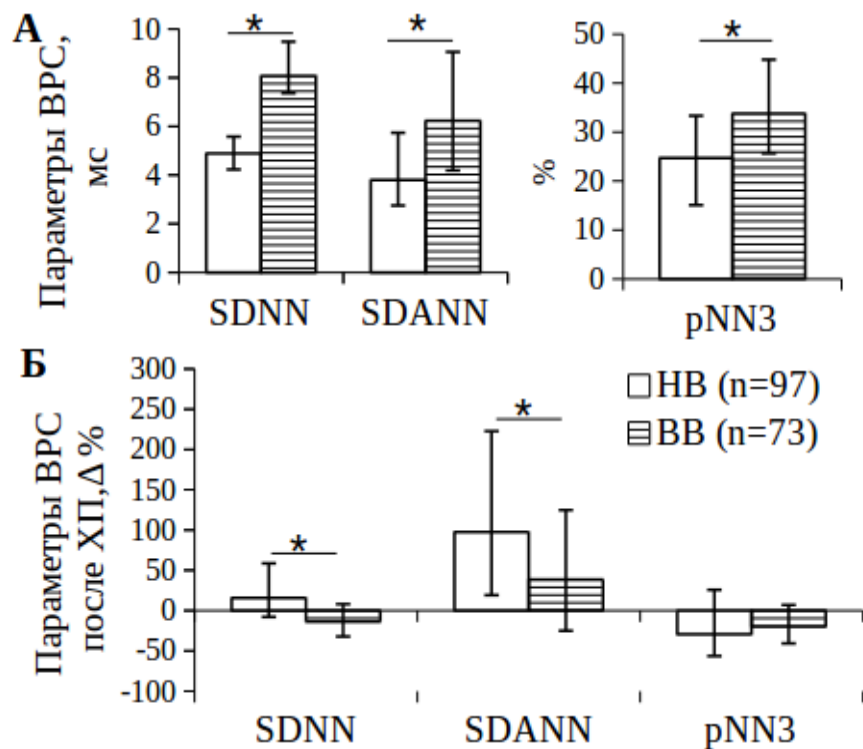 А
Параметры ВРС,
мс
10
8
6
4
2
0
*
*
SDNN
SDANN
%
50
40
30
20
10
0
*
pNN3
Б
Параметры ВРС
после ХП,Δ%
300
250
200
150
100
50
0
-50
-100
*
*
НВ (n=97)
ВВ (n=73)
SDNN
SDANN
pNN3